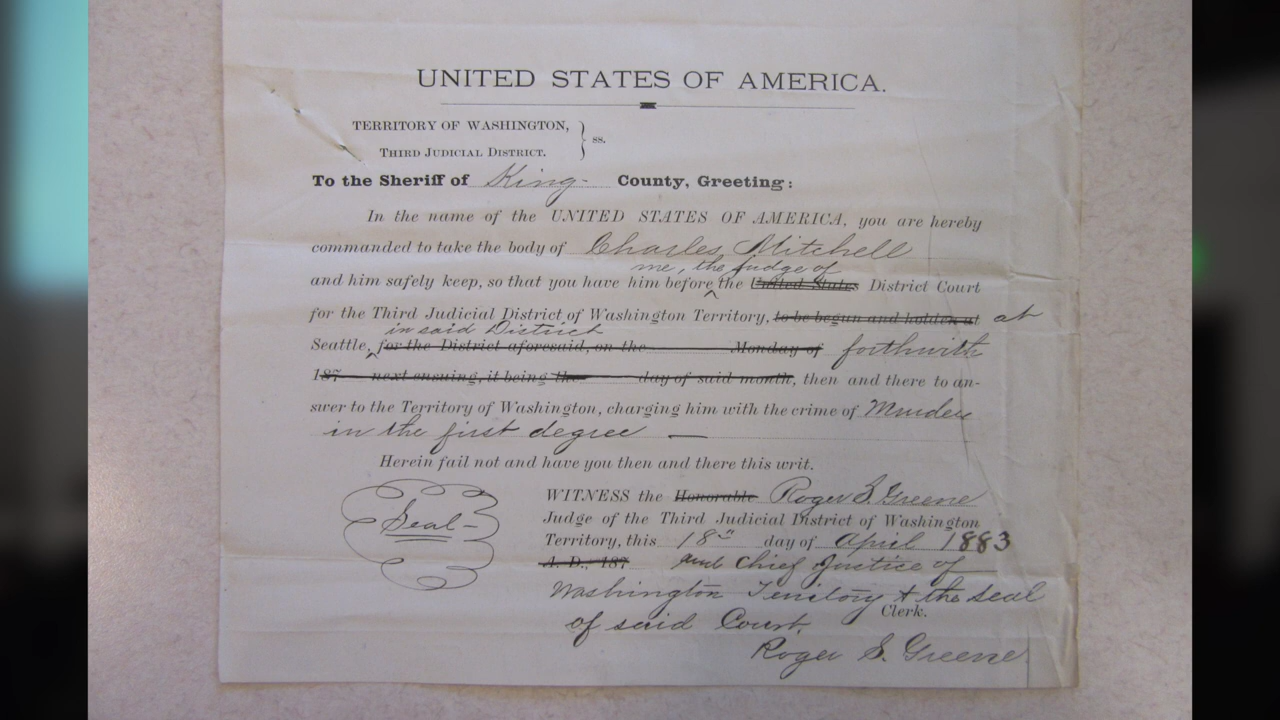 UNITED STATES OF AMERICA.
TERRITORY OF WASHINGTON,
THIRD JUDICIAL DISTRICT.
} ss.
To the Sheriff of King County, Greeting:
In the name of the UNITED STATES OF AMERICA, you are hereby
commanded to take the body of Charles Mitchell
me, the judge of
and him safely keep, so that you have him before the United States District Court
for the Third Judicial District of Washington Territory, to be begun and holden at at
in said District
Seattle, for the District aforesaid, on the Monday of forthwith
187 next ensuing, it being the day of said month, then and there to an-
swer to the Territory of Washington, charging him with the crime of Murder
in the first degree —
Herein fail not and have you then and there this writ.
Seal
WITNESS the Honorable Roger S. Greene
Judge of the Third Judicial District of Washington
Territory, this 18" day of April 1883
A. D., 187 and Chief Justice of
Washington Territory & the seal
Clerk.
of said Court.
Roger S. Greene